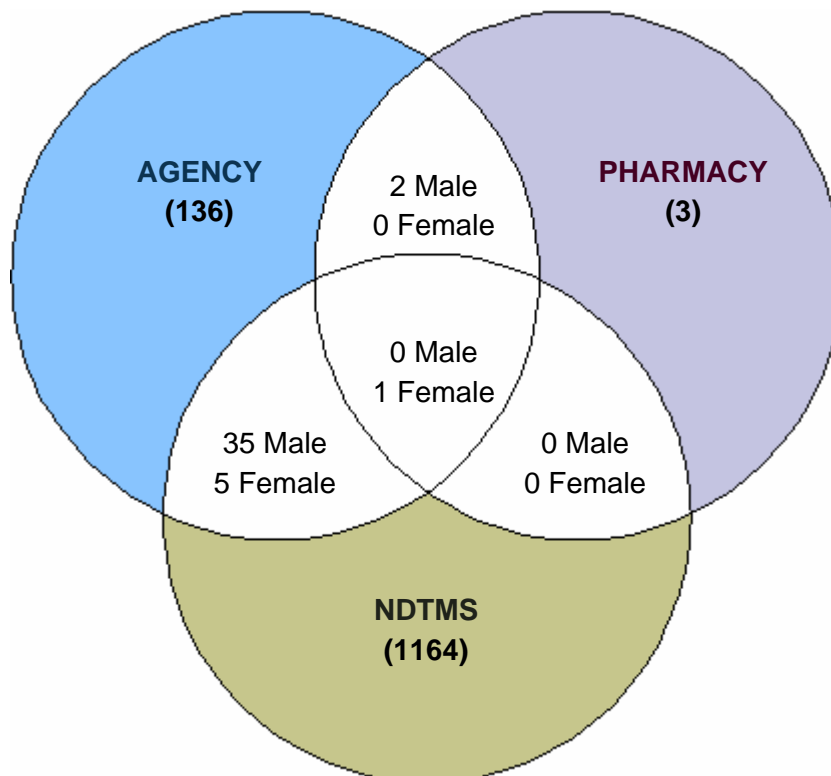 AGENCY
(136)
PHARMACY
(3)
2 Male
0 Female
0 Male
1 Female
35 Male
5 Female
0 Male
0 Female
NDTMS
(1164)